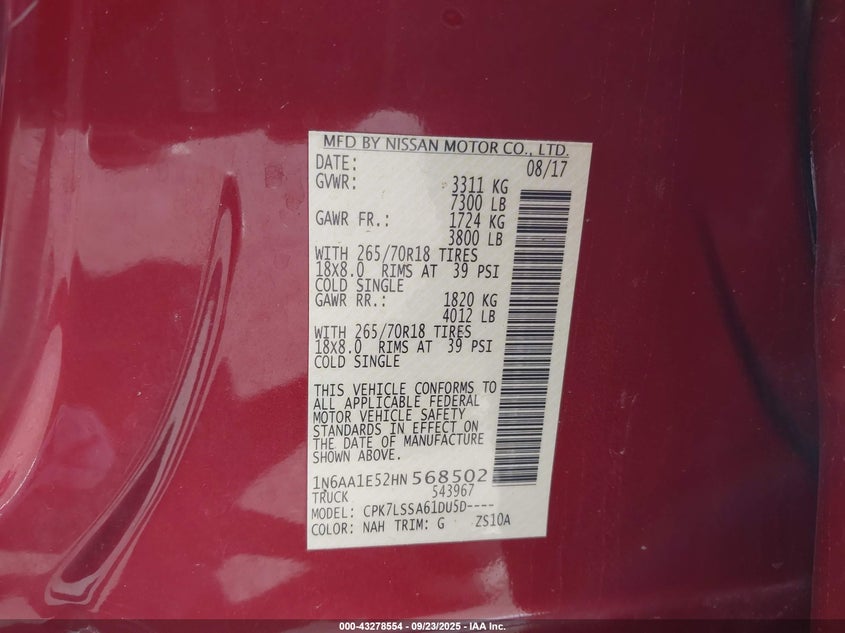 MFD BY NISSAN MOTOR CO., LTD.
DATE: 08/17
GVWR: 3311 KG
7300 LB
GAWR FR.: 1724 KG
3800 LB
WITH 265/70R18 TIRES
18X8.0 RIMS AT 39 PSI
COLD SINGLE
GAWR RR.: 1820 KG
4012 LB
WITH 265/70R18 TIRES
18X8.0 RIMS AT 39 PSI
COLD SINGLE
THIS VEHICLE CONFORMS TO
ALL APPLICABLE FEDERAL
MOTOR VEHICLE SAFETY
STANDARDS IN EFFECT ON
THE DATE OF MANUFACTURE
SHOWN ABOVE.
1N6AA1E52HN 568502
TRUCK 543967
MODEL: CPK7LSSA61DU5D----
COLOR: NAH TRIM: G ZS10A
000-43278554 | 09/23/2025 | IAA Inc.